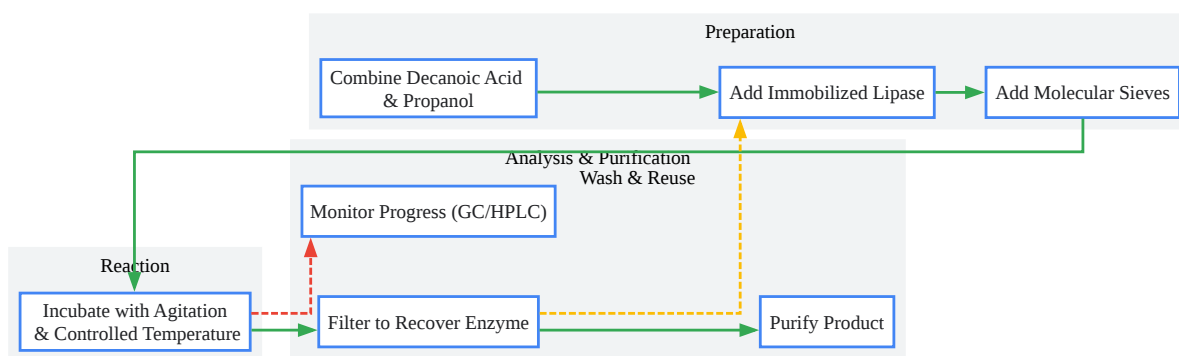 Preparation
Combine Decanoic Acid
& Propanol
Add Immobilized Lipase
Add Molecular Sieves
Analysis & Purification
Wash & Reuse
Monitor Progress (GC/HPLC)
Reaction
Incubate with Agitation
& Controlled Temperature
Filter to Recover Enzyme
Purify Product